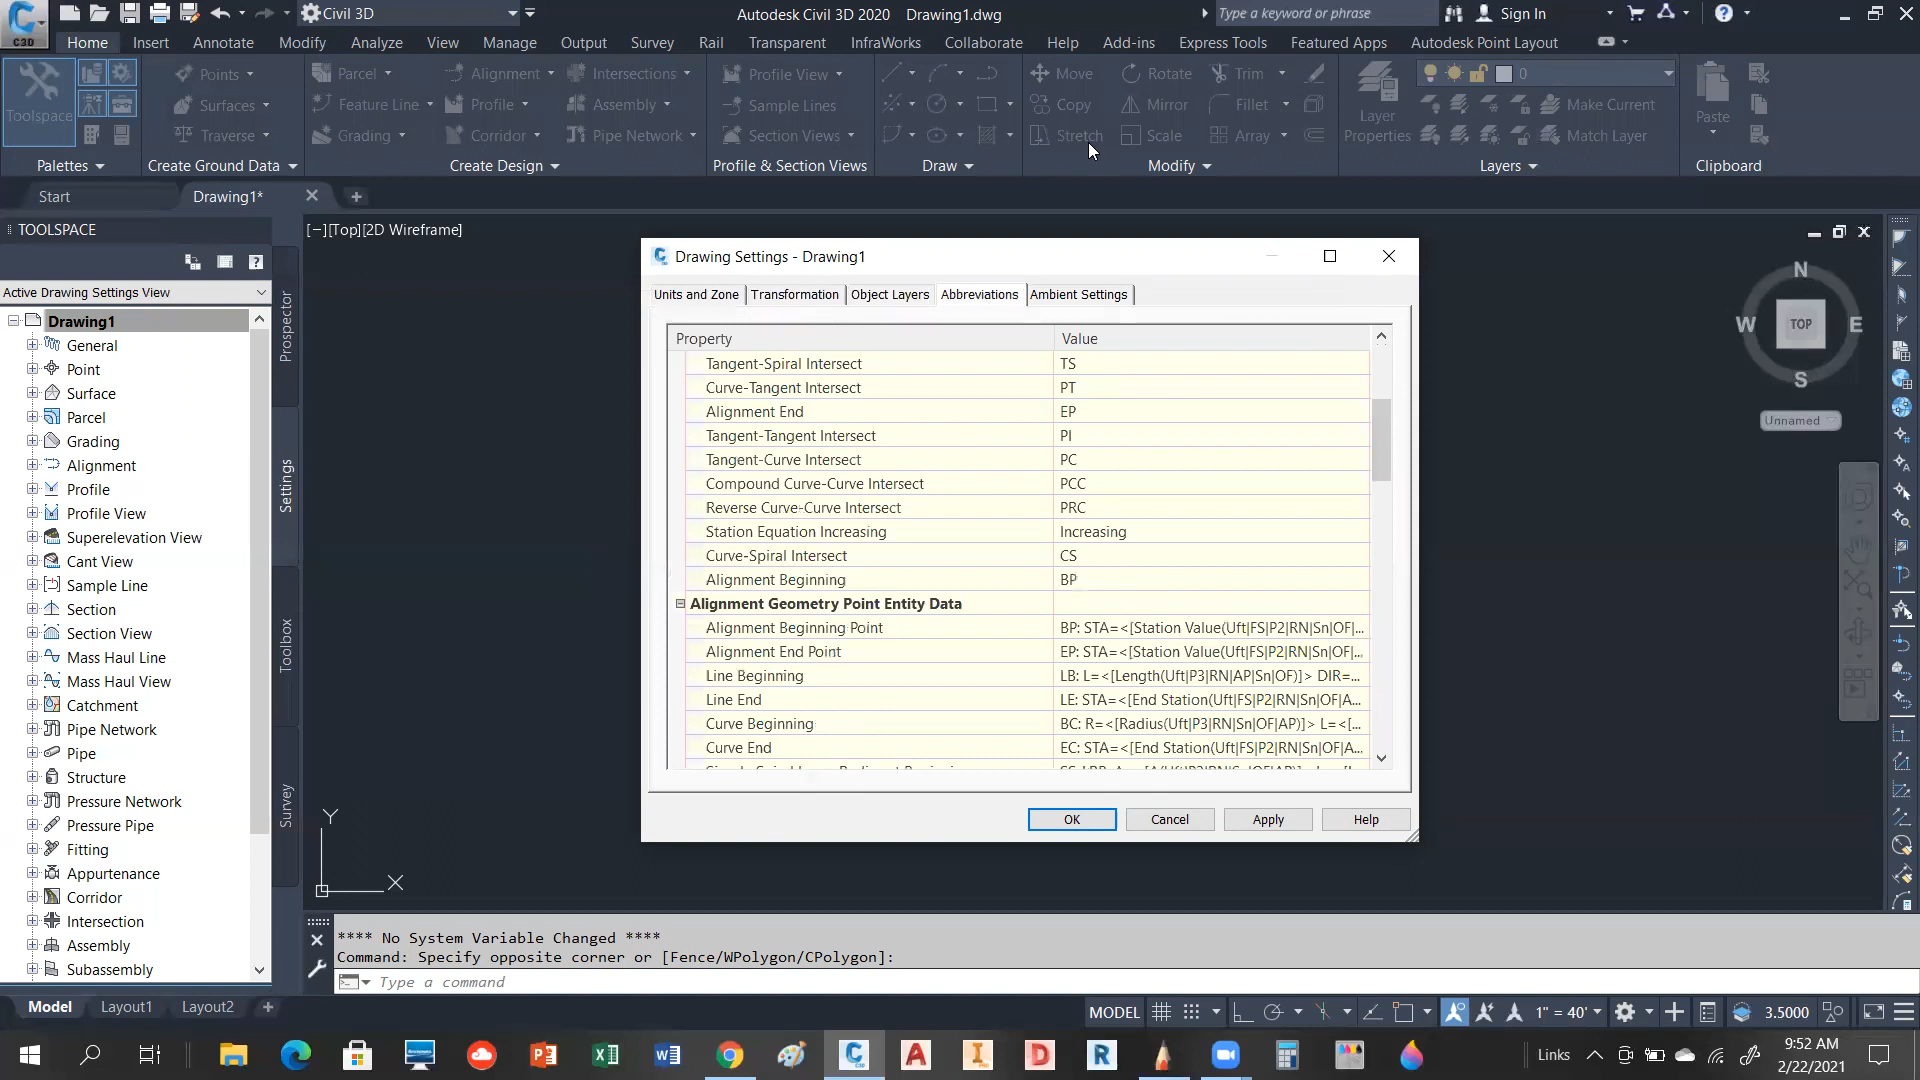 Civil 3D
Autodesk Civil 3D 2020 Drawing1.dwg
Type a keyword or phrase
Sign In
C3D
Home Insert Annotate Modify Analyze View Manage Output Survey Rail Transparent InfraWorks Collaborate Help Add-ins Express Tools Featured Apps Autodesk Point Layout
Toolspace
Points
Surfaces
Traverse
Parcel
Feature Line
Grading
Alignment
Profile
Corridor
Intersections
Assembly
Pipe Network
Profile View
Sample Lines
Section Views
Move
Copy
Stretch
Rotate
Mirror
Scale
Trim
Fillet
Array
Layer
Properties
0
Make Current
Match Layer
Paste
Palettes
Create Ground Data
Create Design
Profile & Section Views
Draw
Modify
Layers
Clipboard
Start
Drawing1*
TOOLSPACE
[−][Top][2D Wireframe]
Active Drawing Settings View
Drawing1
General
Point
Surface
Parcel
Grading
Alignment
Profile
Profile View
Superelevation View
Cant View
Sample Line
Section
Section View
Mass Haul Line
Mass Haul View
Catchment
Pipe Network
Pipe
Structure
Pressure Network
Pressure Pipe
Fitting
Appurtenance
Corridor
Intersection
Assembly
Subassembly
Prospector
Settings
Toolbox
Survey
Drawing Settings - Drawing1
Units and Zone Transformation Object Layers Abbreviations Ambient Settings
Property Value
Tangent-Spiral Intersect TS
Curve-Tangent Intersect PT
Alignment End EP
Tangent-Tangent Intersect PI
Tangent-Curve Intersect PC
Compound Curve-Curve Intersect PCC
Reverse Curve-Curve Intersect PRC
Station Equation Increasing Increasing
Curve-Spiral Intersect CS
Alignment Beginning BP
Alignment Geometry Point Entity Data
Alignment Beginning Point BP: STA=<[Station Value(Uft|FS|P2|RN|Sn|OF|...
Alignment End Point EP: STA=<[Station Value(Uft|FS|P2|RN|Sn|OF|...
Line Beginning LB: L=<[Length(Uft|P3|RN|AP|Sn|OF)]> DIR=...
Line End LE: STA=<[End Station(Uft|FS|P2|RN|Sn|OF|A...
Curve Beginning BC: R=<[Radius(Uft|P3|RN|Sn|OF|AP)]> L=<[...
Curve End EC: STA=<[End Station(Uft|FS|P2|RN|Sn|OF|A...
OK Cancel Apply Help
N
W TOP E
S
Unnamed
Y
X
**** No System Variable Changed ****
Command: Specify opposite corner or [Fence/WPolygon/CPolygon]:
Type a command
Model Layout1 Layout2
MODEL
1" = 40'
3.5000
Links
9:52 AM
2/22/2021